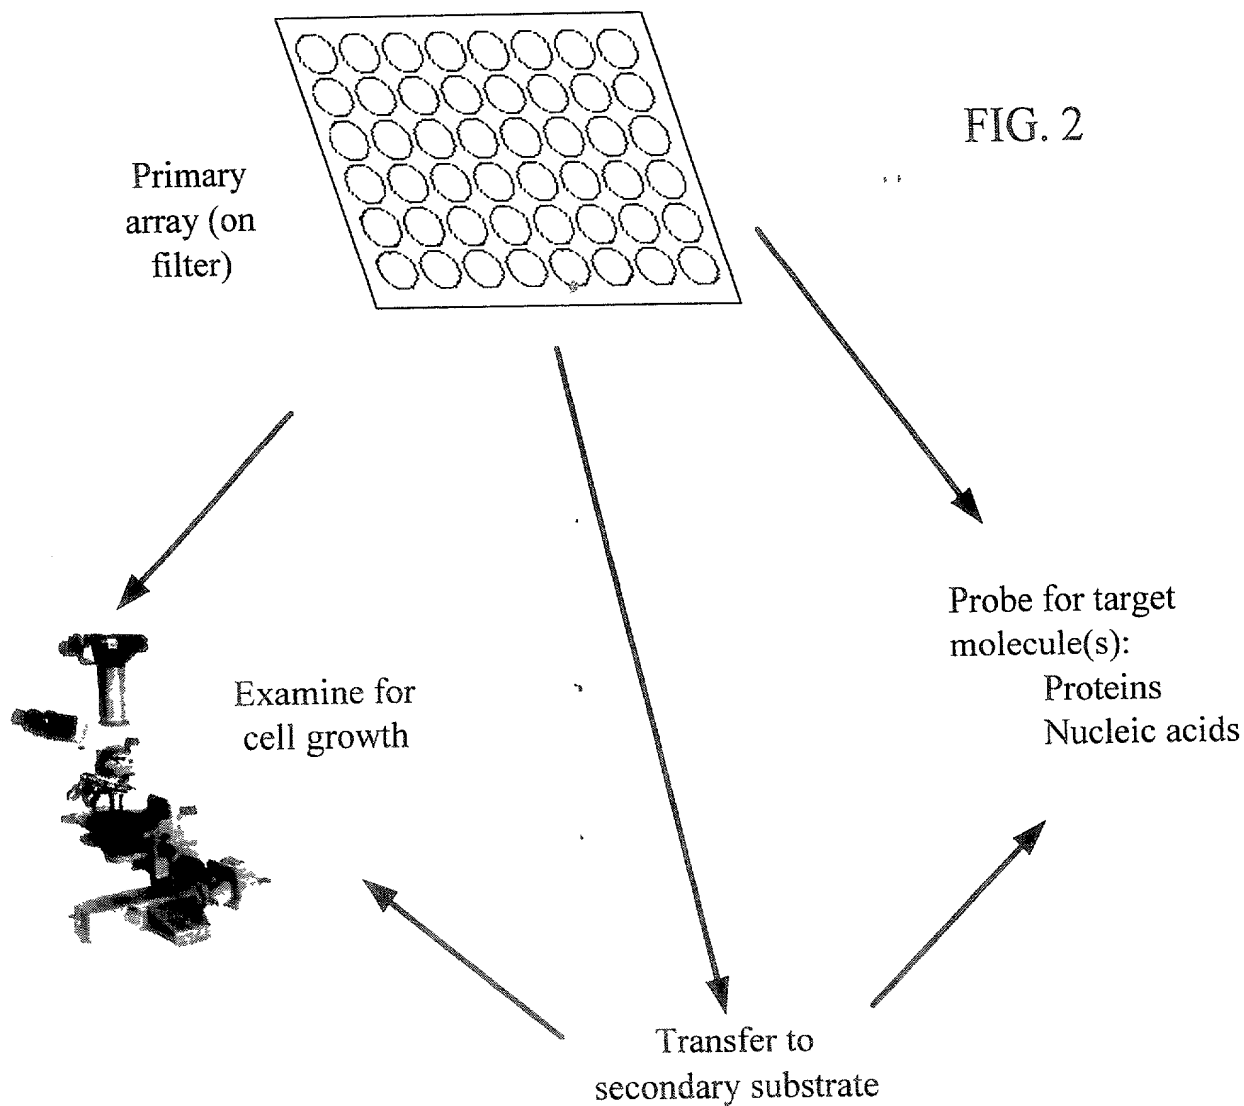 FIG. 2
Primary
array (on
filter)
Probe for target
molecule(s):
Proteins
Nucleic acids
Examine for
cell growth
Transfer to
secondary substrate